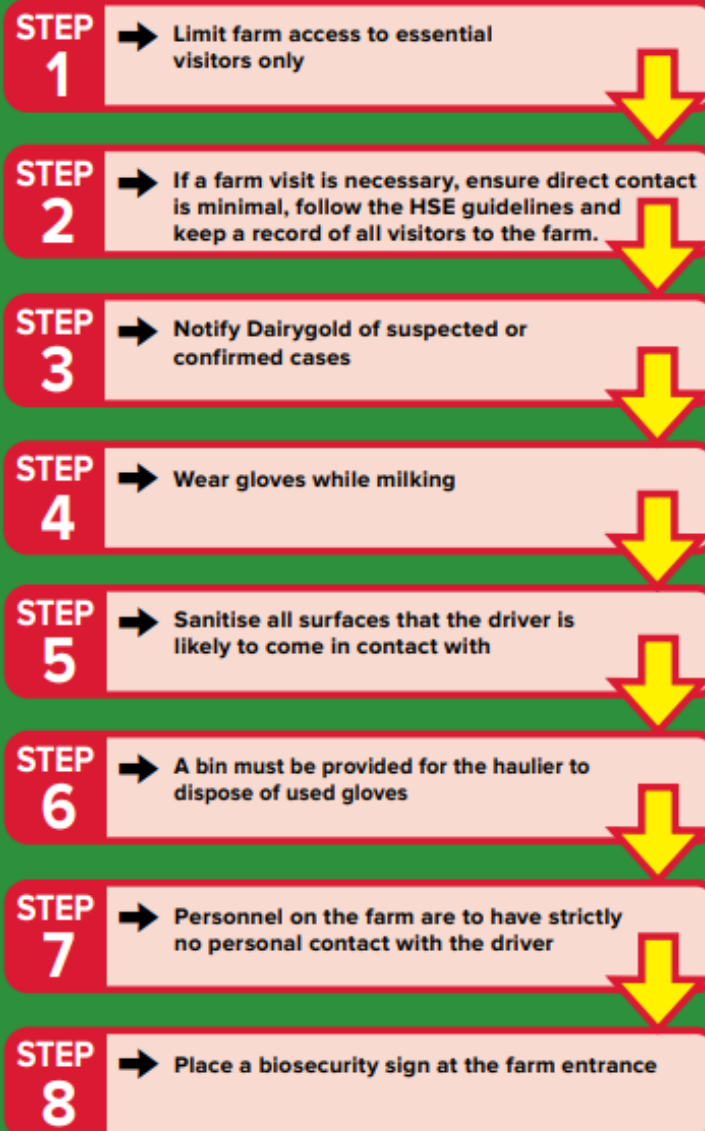 STEP
1
Limit farm access to essential
visitors only
STEP
2
If a farm visit is necessary, ensure direct contact
is minimal, follow the HSE guidelines and
keep a record of all visitors to the farm.
STEP
3
Notify Dairygold of suspected or
confirmed cases
STEP
4
Wear gloves while milking
STEP
5
Sanitise all surfaces that the driver is
likely to come in contact with
STEP
6
A bin must be provided for the haulier to
dispose of used gloves
STEP
7
Personnel on the farm are to have strictly
no personal contact with the driver
STEP
8
Place a biosecurity sign at the farm entrance